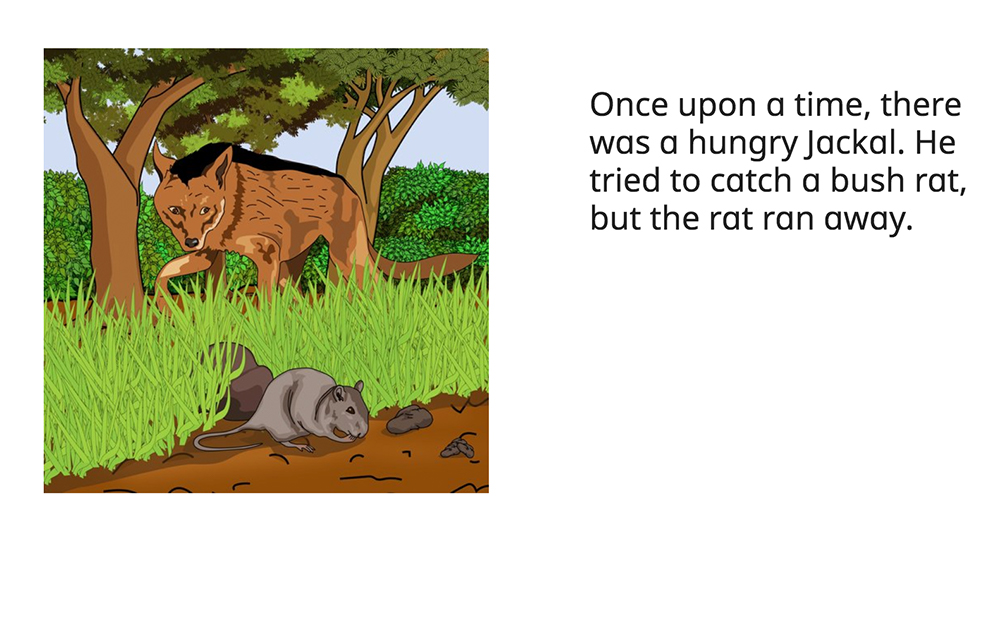 Once upon a time, there
was a hungry Jackal. He
tried to catch a bush rat,
but the rat ran away.